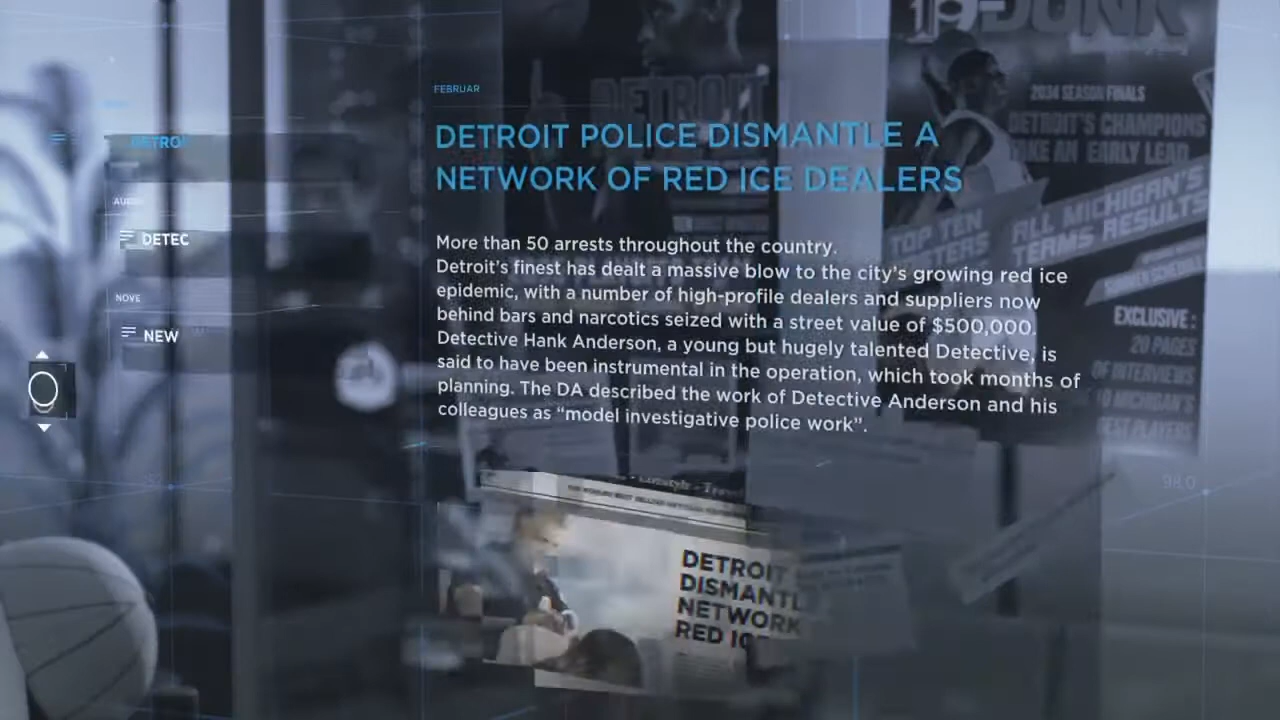 FEBRUAR
DETROIT POLICE DISMANTLE A
NETWORK OF RED ICE DEALERS
More than 50 arrests throughout the country.
Detroit's finest has dealt a massive blow to the city's growing red ice
epidemic, with a number of high-profile dealers and suppliers now
behind bars and narcotics seized with a street value of $500,000.
Detective Hank Anderson, a young but hugely talented Detective, is
said to have been instrumental in the operation, which took months of
planning. The DA described the work of Detective Anderson and his
colleagues as “model investigative police work”.
DETROI
DETEC
NOVE
NEW
DETROIT
DUNK
2034 SEASON FINALS
DETROIT'S CHAMPIONS
AN EARLY LEAD
TOP TEN
ALL MICHIGAN'S
TEAMS RESULTS
EXCLUSIVE :
20 PAGES
OF INTERVIEWS
MICHIGAN'S
BEST PLAYERS
98.0
DETROIT
DISMANTL
NETWORK
RED IC